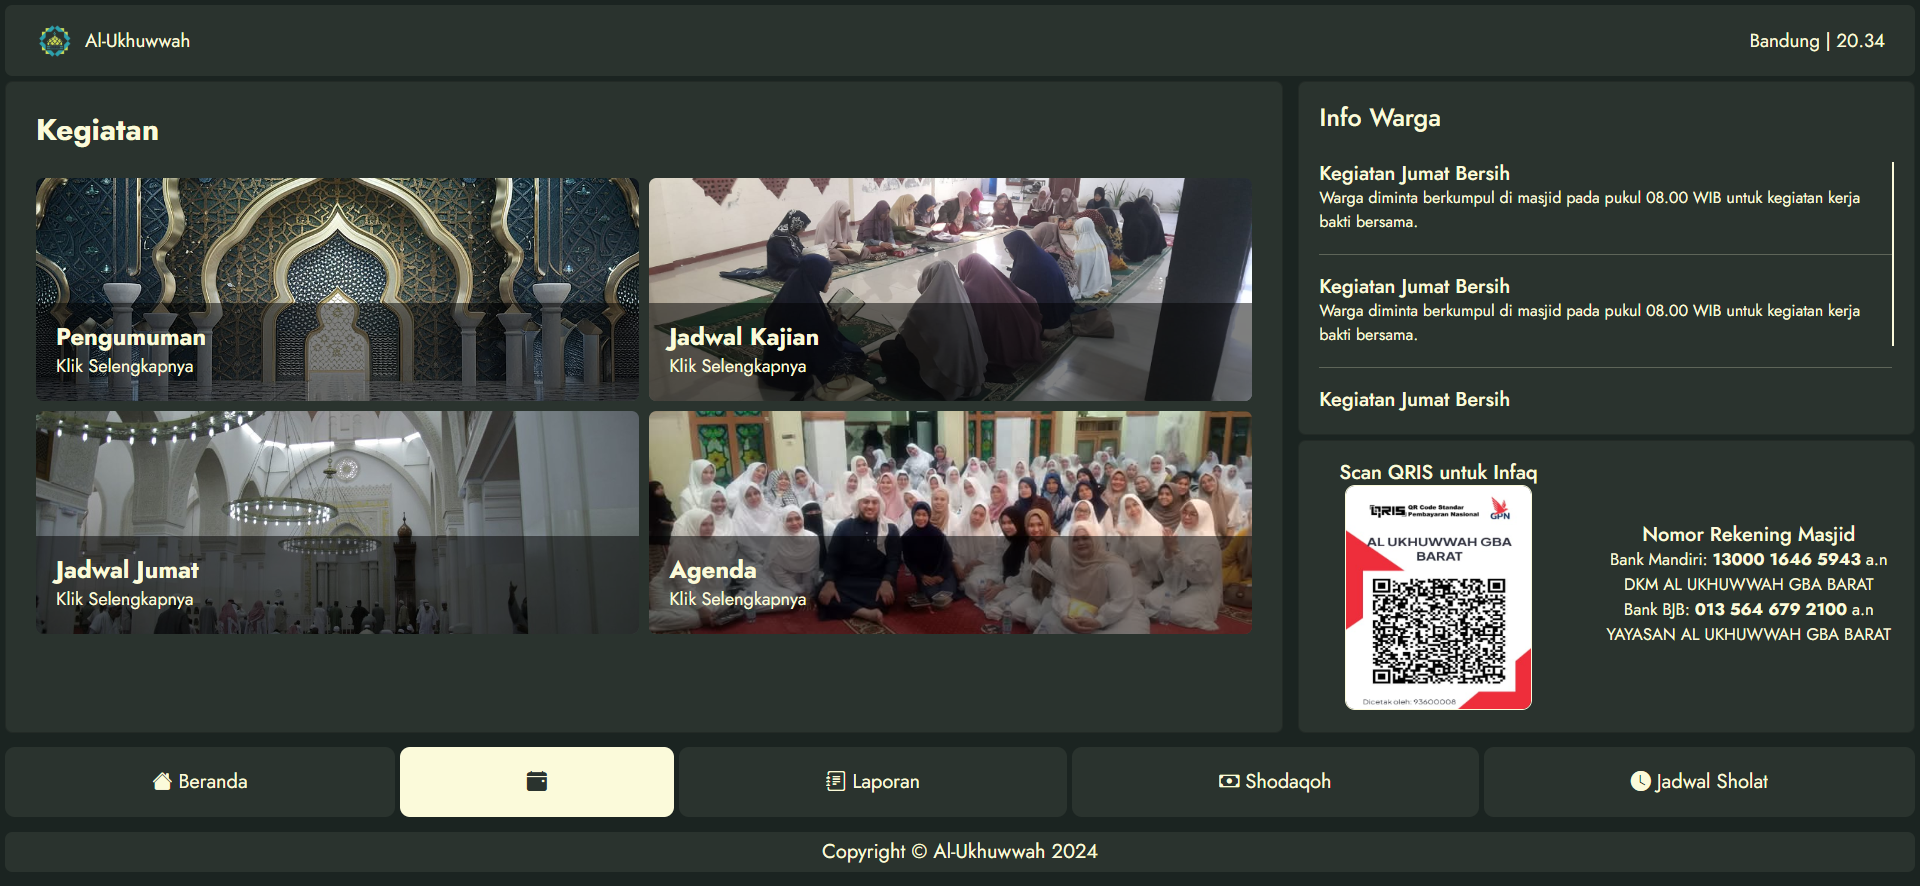 Al-Ukhuwwah
Bandung | 20.34
Kegiatan
Pengumuman
Klik Selengkapnya
Jadwal Kajian
Klik Selengkapnya
Jadwal Jumat
Klik Selengkapnya
Agenda
Klik Selengkapnya
Info Warga
Kegiatan Jumat Bersih
Warga diminta berkumpul di masjid pada pukul 08.00 WIB untuk kegiatan kerja
bakti bersama.
Kegiatan Jumat Bersih
Warga diminta berkumpul di masjid pada pukul 08.00 WIB untuk kegiatan kerja
bakti bersama.
Kegiatan Jumat Bersih
Scan QRIS untuk Infaq
QRIS QR Code Standar
Pembayaran Nasional
GPN
AL UKHUWWAH GBA
BARAT
Dicetak oleh: 93600008
Nomor Rekening Masjid
Bank Mandiri: 13000 1646 5943 a.n
DKM AL UKHUWWAH GBA BARAT
Bank BJB: 013 564 679 2100 a.n
YAYASAN AL UKHUWWAH GBA BARAT
Beranda
Laporan
Shodaqoh
Jadwal Sholat
Copyright © Al-Ukhuwwah 2024